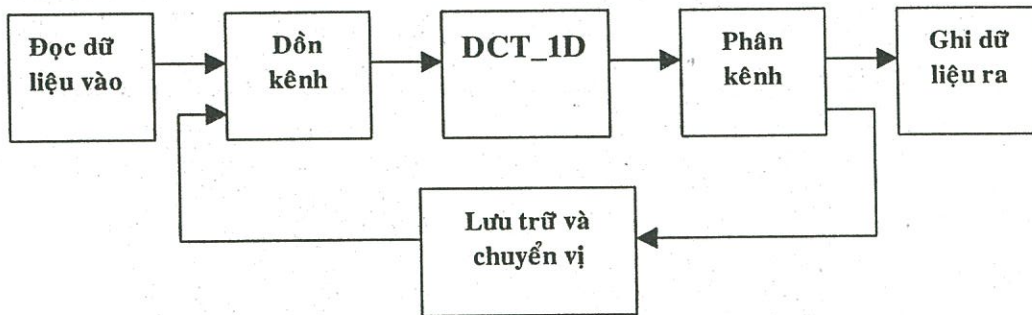 Đọc dữ
liệu vào
Dồn
kênh
DCT_1D
Phân
kênh
Ghi dữ
liệu ra
Lưu trữ và
chuyển vị